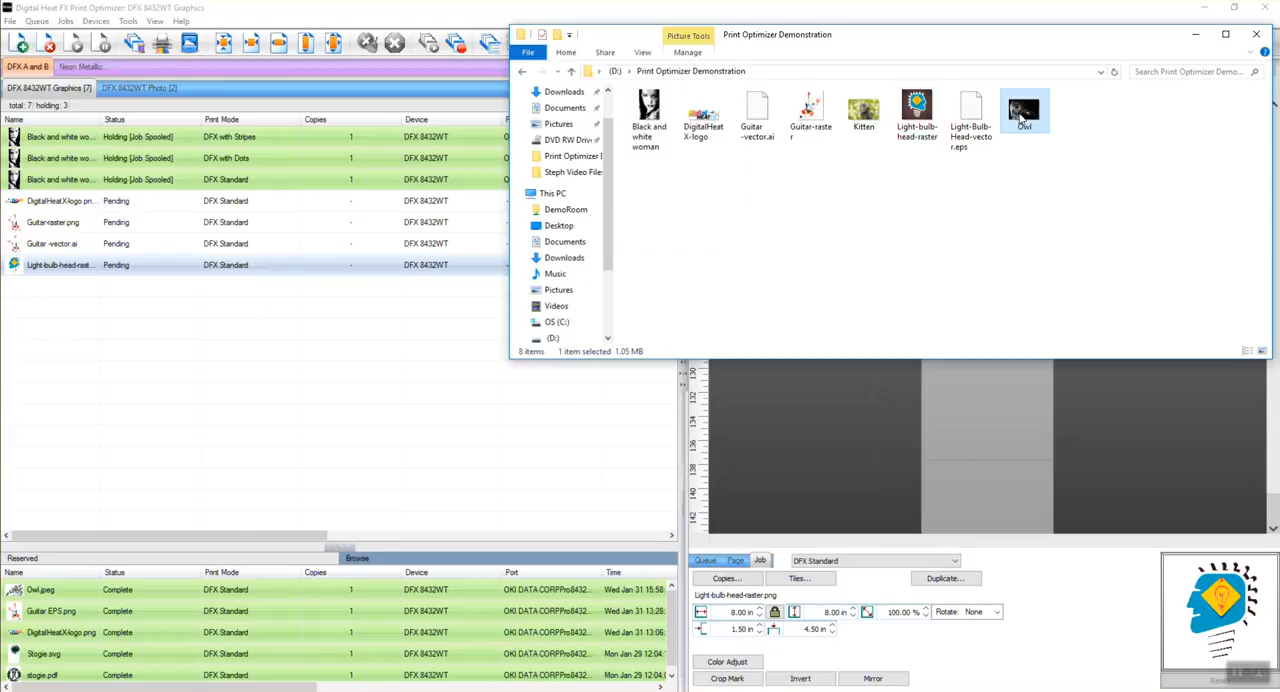 Digital Heat FX Print Optimizer: DFX 8432WT Graphics
File Queue Jobs Devices Tools View Help
DFX A and B Neon Metallic
DFX 8432WT Graphics [7] DFX 8432WT Photo [2]
total: 7 holding: 3
Name Status Print Mode Copies Device
Black and white wo... Holding [Job Spooled] DFX with Stripes 1 DFX 8432WT
Black and white wo... Holding [Job Spooled] DFX with Dots 1 DFX 8432WT
Black and white wo... Holding [Job Spooled] DFX Standard 1 DFX 8432WT
DigitalHeatX-logo.pn... Pending DFX Standard - DFX 8432WT
Guitar-raster.png Pending DFX Standard - DFX 8432WT
Guitar -vector.ai Pending DFX Standard - DFX 8432WT
Light-bulb-head-rast... Pending DFX Standard - DFX 8432WT
Picture Tools Print Optimizer Demonstration
File Home Share View Manage
(D:) Print Optimizer Demonstration Search Print Optimizer Demo...
Downloads
Documents
Pictures
DVD RW Driv
Print Optimizer D
Steph Video Files
This PC
DemoRoom
Desktop
Documents
Downloads
Music
Pictures
Videos
OS (C:)
(D:)
Black and white woman
DigitalHeatX-logo
Guitar -vector.ai
Guitar-raster
Kitten
Light-bulb-head-raster
Light-Bulb-Head-vector.eps
Owl
8 items 1 item selected 1.05 MB
130
132
134
136
138
140
142
Reserved Browse
Name Status Print Mode Copies Device Port Time
Owl.jpeg Complete DFX Standard 1 DFX 8432WT OKI DATA CORPPro8432... Wed Jan 31 15:58:
Guitar EPS.png Complete DFX Standard 1 DFX 8432WT OKI DATA CORPPro8432... Wed Jan 31 13:28:
DigitalHeatX-logo.png Complete DFX Standard 1 DFX 8432WT OKI DATA CORPPro8432... Wed Jan 31 13:06:
Stogie.svg Complete DFX Standard 1 DFX 8432WT OKI DATA CORPPro8432... Mon Jan 29 12:04:
stogie.pdf Complete DFX Standard 1 DFX 8432WT OKI DATA CORPPro8432... Mon Jan 29 12:04:
Queue Page Job DFX Standard
Copies... Tiles... Duplicate...
Light-bulb-head-raster.png
8.00 in 8.00 in 100.00 % Rotate: None
1.50 in 4.50 in
Color Adjust
Crop Mark Invert Mirror